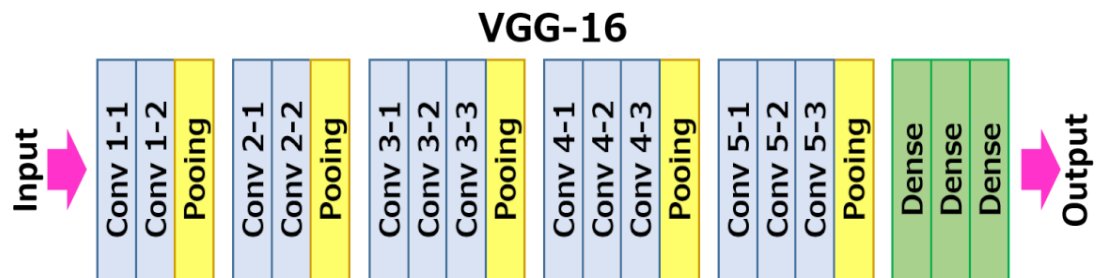 VGG-16
Input
Conv 1-1
Conv 1-2
Pooing
Conv 2-1
Conv 2-2
Pooing
Conv 3-1
Conv 3-2
Conv 3-3
Pooing
Conv 4-1
Conv 4-2
Conv 4-3
Pooing
Conv 5-1
Conv 5-2
Conv 5-3
Pooing
Dense
Dense
Dense
Output